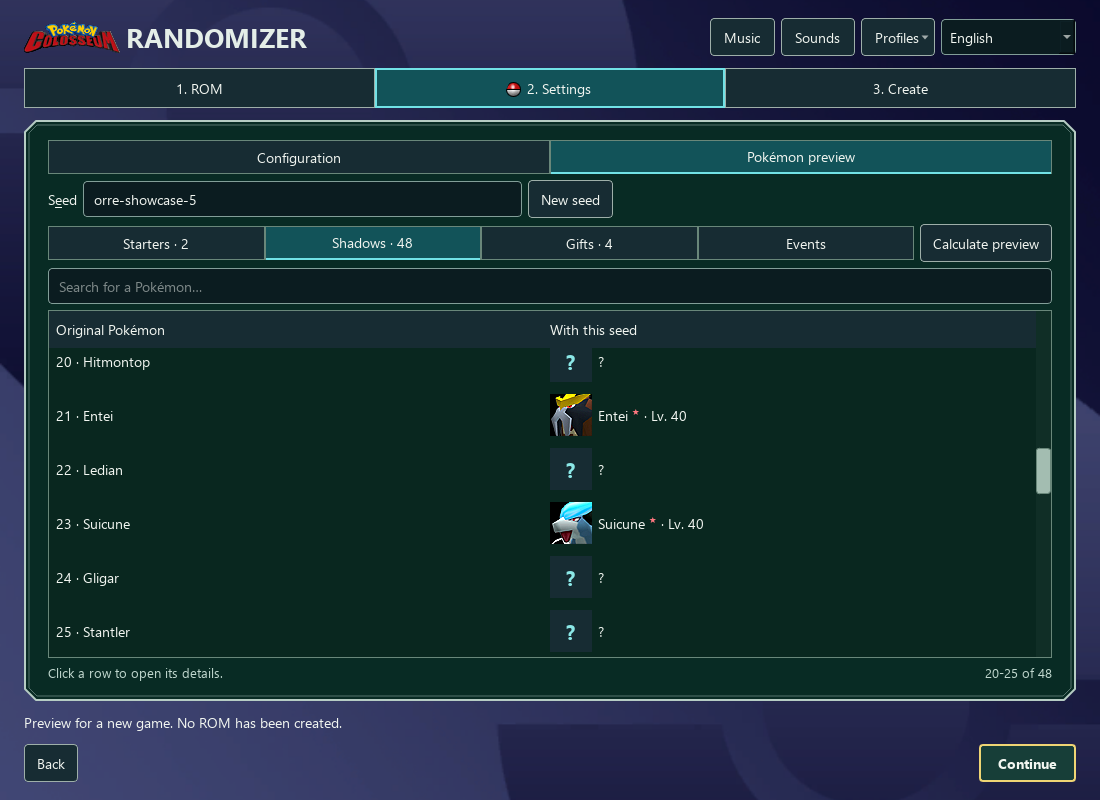 Pokémon
COLOSSEUM
RANDOMIZER
Music
Sounds
Profiles
English
1. ROM
2. Settings
3. Create
Configuration
Pokémon preview
Seed
orre-showcase-5
New seed
Starters · 2
Shadows · 48
Gifts · 4
Events
Calculate preview
Search for a Pokémon...
Original Pokémon
With this seed
20 · Hitmontop
? ?
21 · Entei
Entei * · Lv. 40
22 · Ledian
? ?
23 · Suicune
Suicune * · Lv. 40
24 · Gligar
? ?
25 · Stantler
? ?
Click a row to open its details.
20-25 of 48
Preview for a new game. No ROM has been created.
Back
Continue